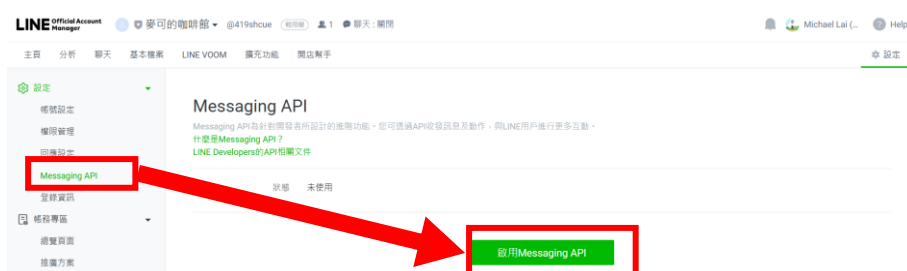 LINE Official Account Manager 麥可的咖啡館 @419shcue 輕用量 1 聊天:關閉 Michael Lai (... Help
主頁 分析 聊天 基本檔案 LINE VOOM 擴充功能 開店幫手 設定
設定
帳號設定
Messaging API
權限管理
Messaging API為針對開發者所設計的進階功能。您可透過API收發訊息及動作,與LINE用戶進行更多互動。
什麼是Messaging API?
回應設定
LINE Developers的API相關文件
Messaging API
狀態 未使用
登錄資訊
帳務專區
總覽頁面
啟用Messaging API
推廣方案